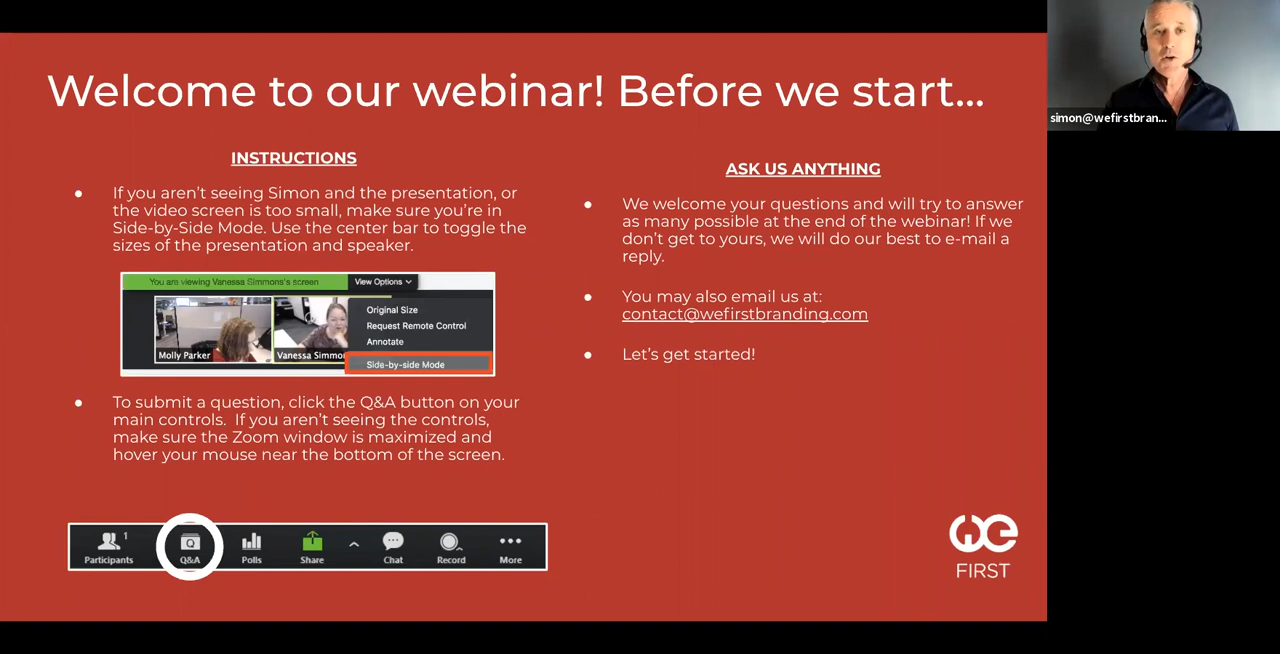 Welcome to our webinar! Before we start...
simon@wefirstbran...
INSTRUCTIONS
● If you aren't seeing Simon and the presentation, or
the video screen is too small, make sure you're in
Side-by-Side Mode. Use the center bar to toggle the
sizes of the presentation and speaker.
You are viewing Vanessa Simmons's screen
View Options
Original Size
Request Remote Control
Annotate
Side-by-side Mode
Molly Parker
Vanessa Simmo
● To submit a question, click the Q&A button on your
main controls.  If you aren't seeing the controls,
make sure the Zoom window is maximized and
hover your mouse near the bottom of the screen.
1
Participants
Q
Q&A
Polls
Share
Chat
Record
More
ASK US ANYTHING
● We welcome your questions and will try to answer
as many possible at the end of the webinar! If we
don't get to yours, we will do our best to e-mail a
reply.
● You may also email us at:
contact@wefirstbranding.com
● Let's get started!
we
FIRST